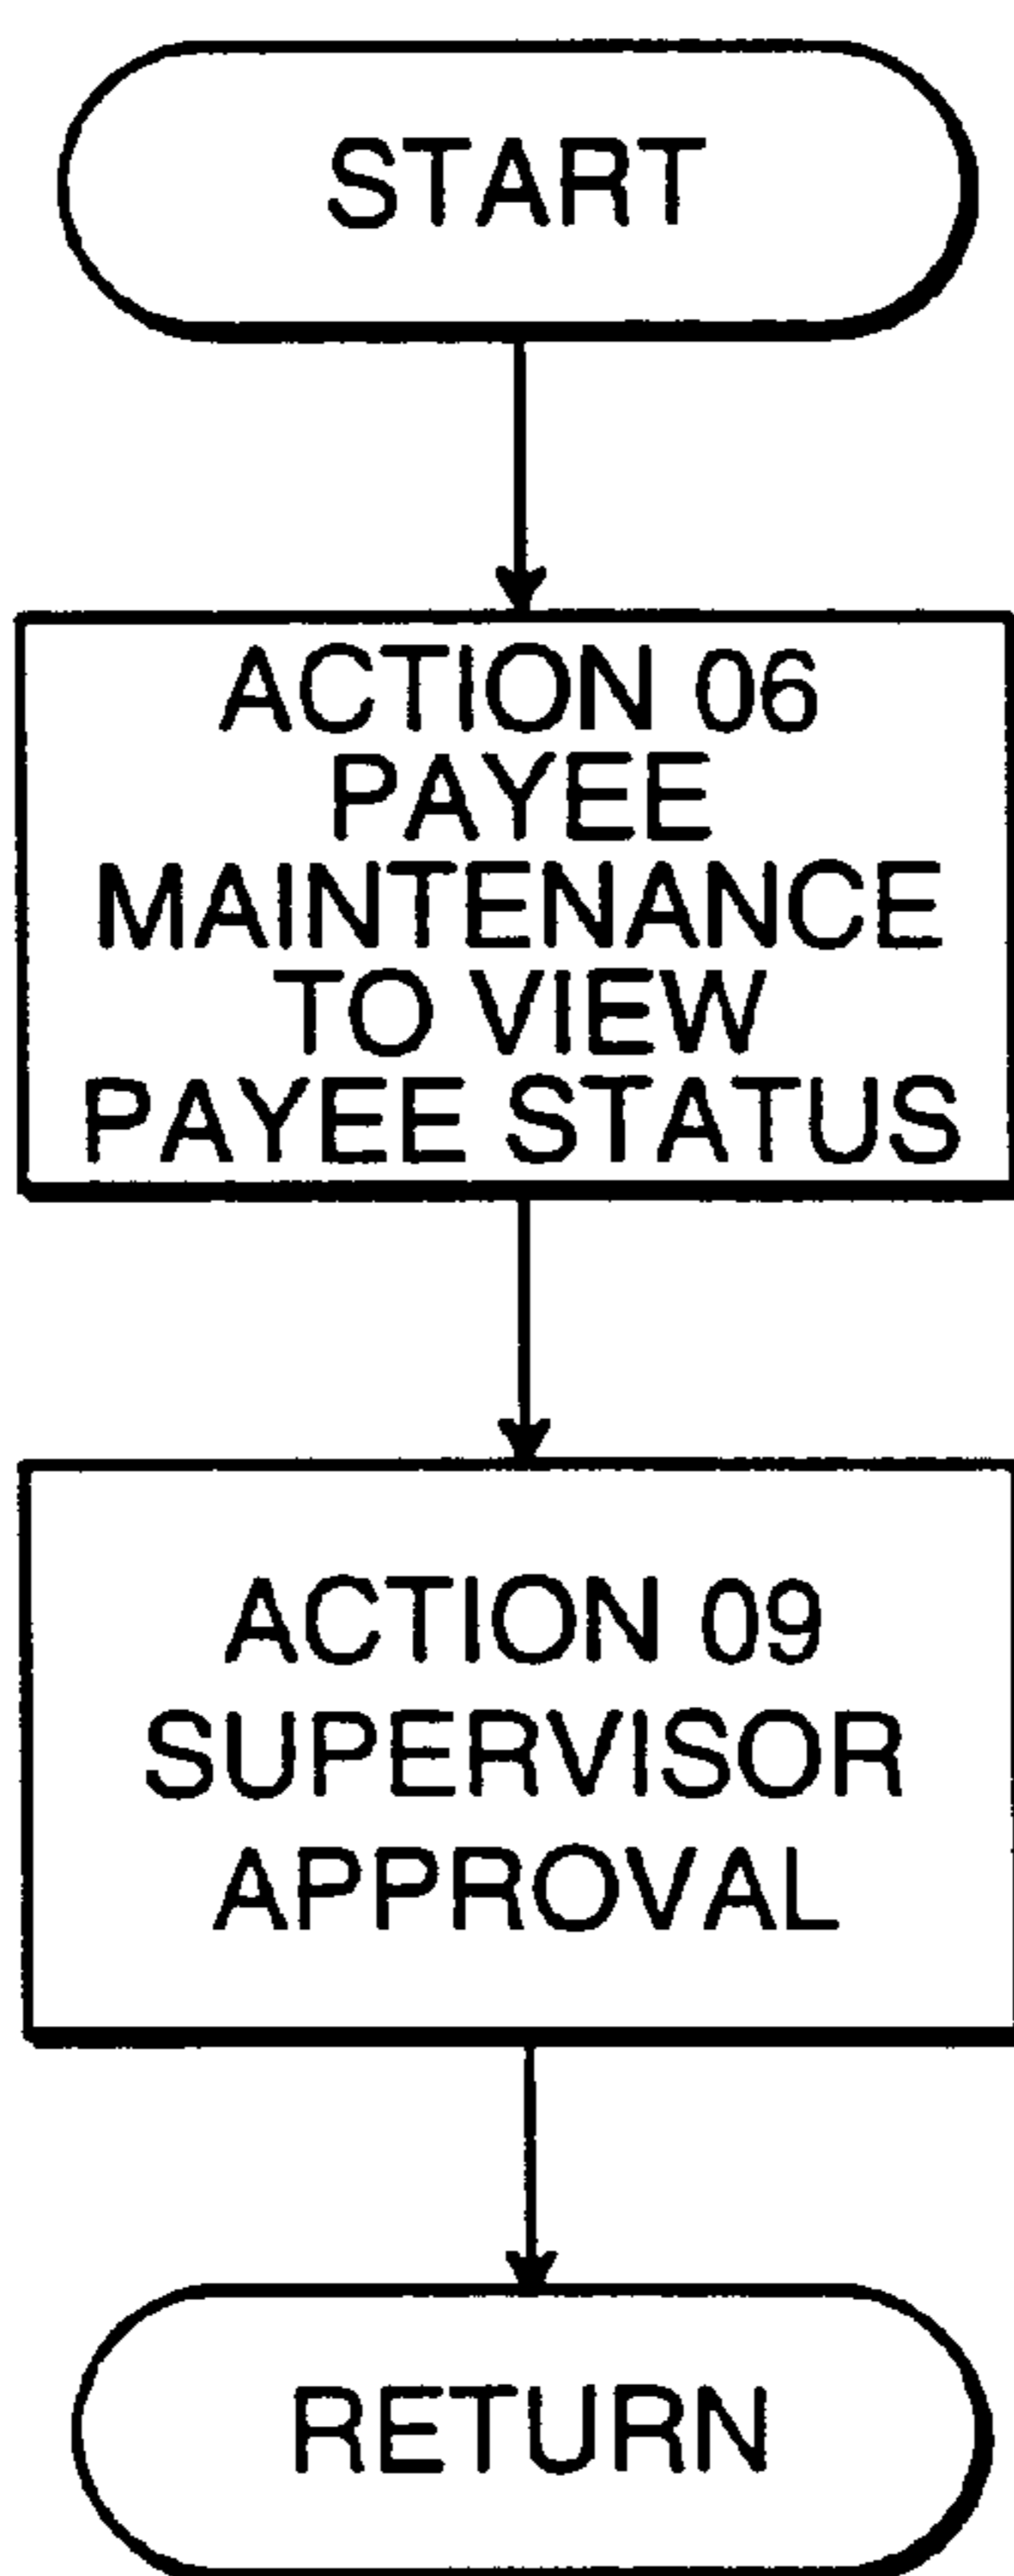 START
ACTION 06
PAYEE
MAINTENANCE
TO VIEW
PAYEE STATUS
ACTION 09
SUPERVISOR
APPROVAL
RETURN